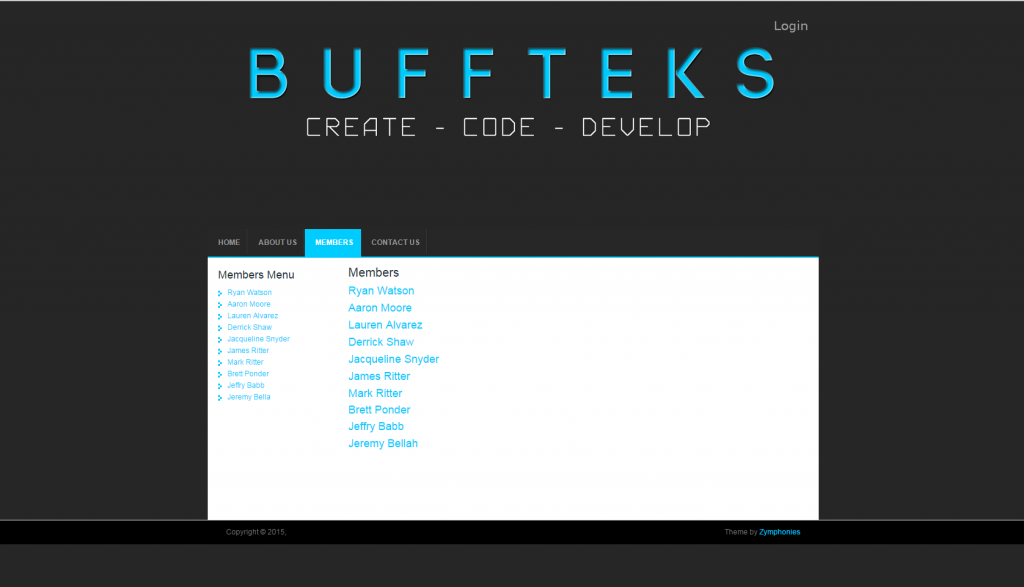 Login
BUFFTEKS
CREATE - CODE - DEVELOP
HOME ABOUT US MEMBERS CONTACT US
Members Menu
Ryan Watson
Aaron Moore
Lauren Alvarez
Derrick Shaw
Jacqueline Snyder
James Ritter
Mark Ritter
Brett Ponder
Jeffry Babb
Jeremy Bella
Members
Ryan Watson
Aaron Moore
Lauren Alvarez
Derrick Shaw
Jacqueline Snyder
James Ritter
Mark Ritter
Brett Ponder
Jeffry Babb
Jeremy Bellah
Copyright © 2015,
Theme by Zymphonies